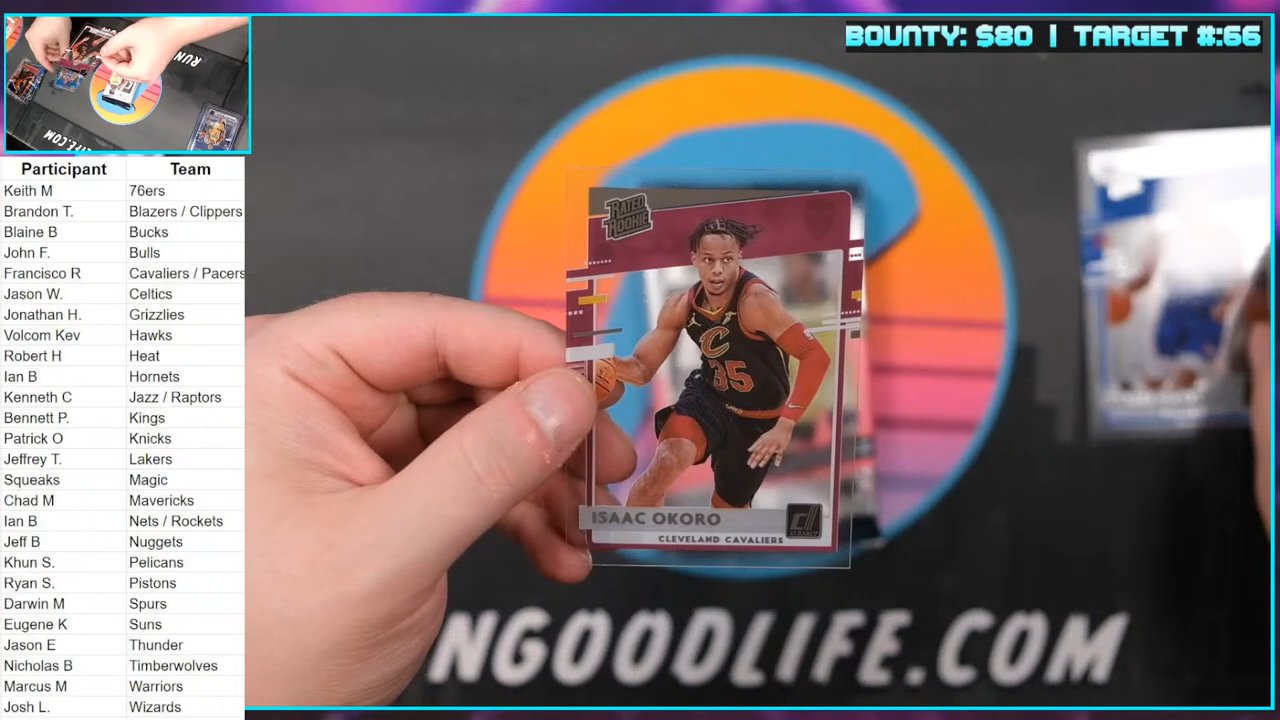 BOUNTY: $80 | TARGET #:66
RUN
.COM
Participant Team
Keith M 76ers
Brandon T. Blazers / Clippers
Blaine B Bucks
John F. Bulls
Francisco R Cavaliers / Pacers
Jason W. Celtics
Jonathan H. Grizzlies
Volcom Kev Hawks
Robert H Heat
Ian B Hornets
Kenneth C Jazz / Raptors
Bennett P. Kings
Patrick O Knicks
Jeffrey T. Lakers
Squeaks Magic
Chad M Mavericks
Ian B Nets / Rockets
Jeff B Nuggets
Khun S. Pelicans
Ryan S. Pistons
Darwin M Spurs
Eugene K Suns
Jason E Thunder
Nicholas B Timberwolves
Marcus M Warriors
Josh L. Wizards
RATED
ROOKIE
C
35
ISAAC OKORO
CLEVELAND CAVALIERS
NGOODLIFE.COM